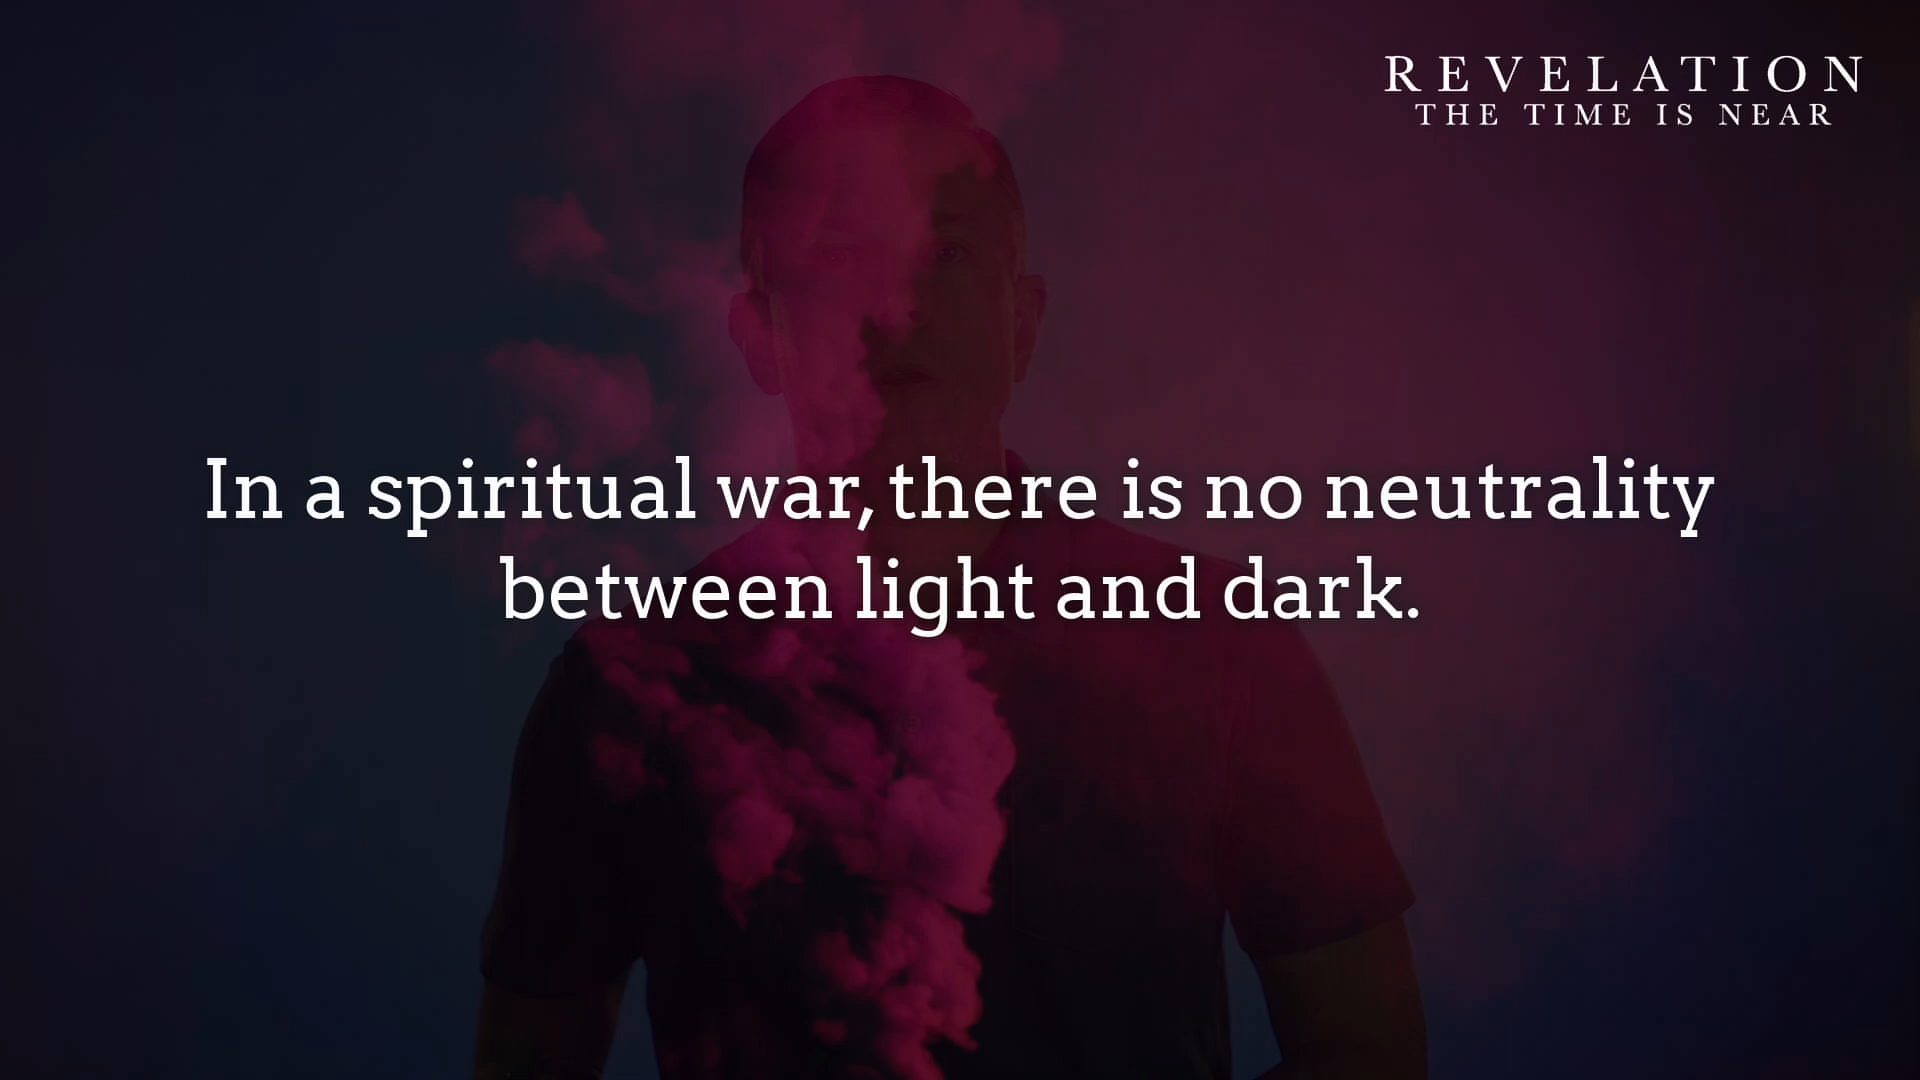 REVELATION
THE TIME IS NEAR
In a spiritual war, there is no neutrality
between light and dark.